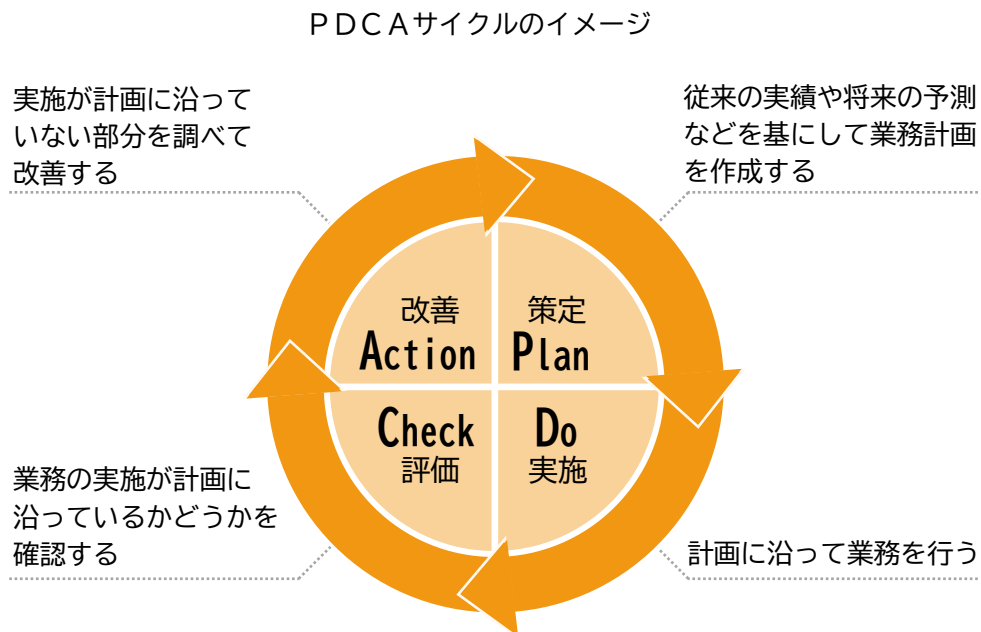 ＰＤＣＡサイクルのイメージ
実施が計画に沿って
いない部分を調べて
改善する
従来の実績や将来の予測
などを基にして業務計画
を作成する
改善
Action
策定
Plan
Check
評価
Do
実施
業務の実施が計画に
沿っているかどうかを
確認する
計画に沿って業務を行う